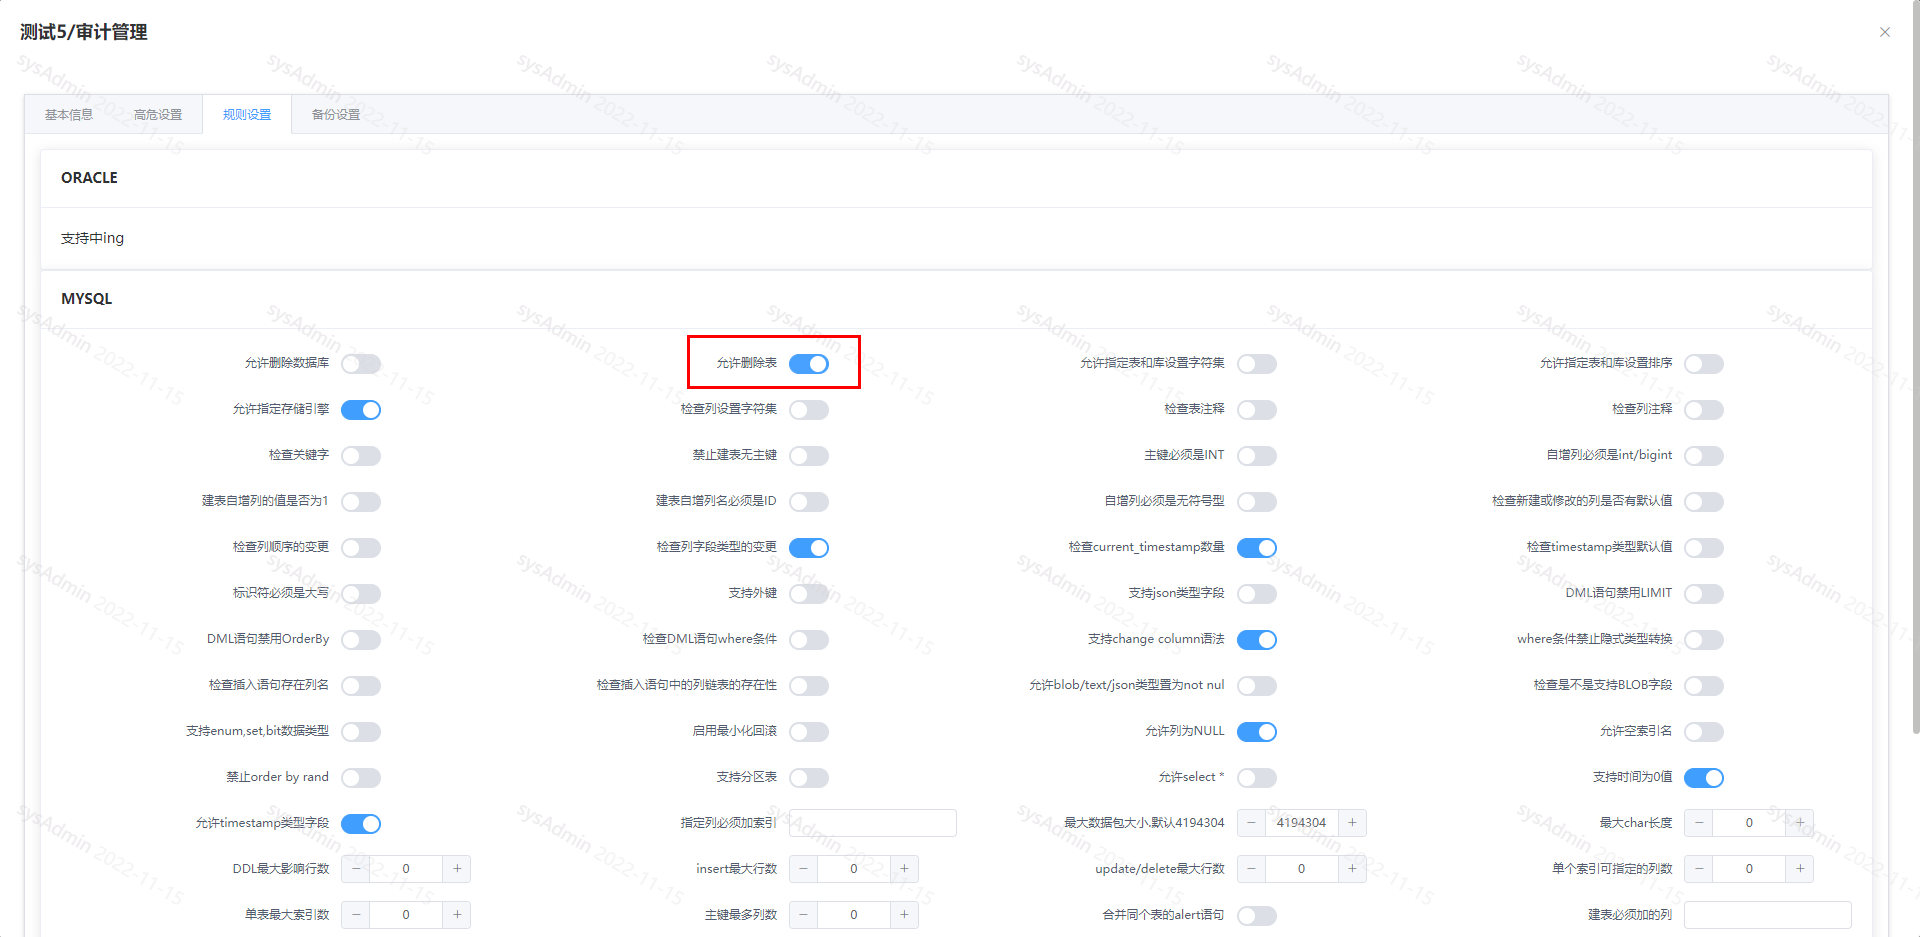 测试5/审计管理
基本信息 高危设置 规则设置 备份设置
ORACLE
支持中ing
MYSQL
允许删除数据库 允许删除表 允许指定表和库设置字符集 允许指定表和库设置排序
允许指定存储引擎 检查列设置字符集 检查表注释 检查列注释
检查关键字 禁止建表无主键 主键必须是INT 自增列必须是int/bigint
建表自增列的值是否为1 建表自增列名必须是ID 自增列必须是无符号型 检查新建或修改的列是否有默认值
检查列顺序的变更 检查列字段类型的变更 检查current_timestamp数量 检查timestamp类型默认值
标识符必须是大写 支持外键 支持json类型字段 DML语句禁用LIMIT
DML语句禁用OrderBy 检查DML语句where条件 支持change column语法 where条件禁止隐式类型转换
检查插入语句存在列名 检查插入语句中的列链表的存在性 允许blob/text/json类型置为not nul 检查是不是支持BLOB字段
支持enum,set,bit数据类型 启用最小化回滚 允许列为NULL 允许空索引名
禁止order by rand 支持分区表 允许select * 支持时间为0值
允许timestamp类型字段 指定列必须加索引 最大数据包大小,默认4194304 − 4194304 + 最大char长度 − 0 +
DDL最大影响行数 − 0 + insert最大行数 − 0 + update/delete最大行数 − 0 + 单个索引可指定的列数 − 0 +
单表最大索引数 − 0 + 主键最多列数 − 0 + 合并同个表的alert语句 建表必须加的列
sysAdmin 2022-11-15